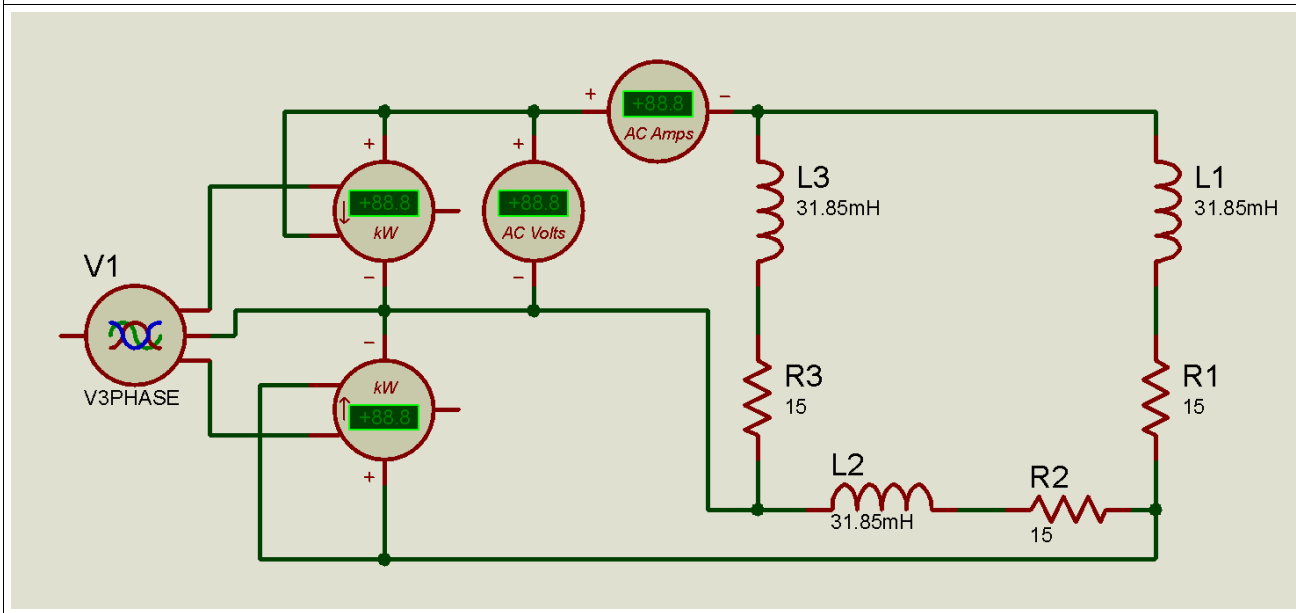 +
+88.8
AC Amps
−
+
+88.8
kW
−
+
+88.8
AC Volts
−
L3
31.85mH
L1
31.85mH
V1
V3PHASE
−
kW
+88.8
+
R3
15
R1
15
L2
31.85mH
R2
15